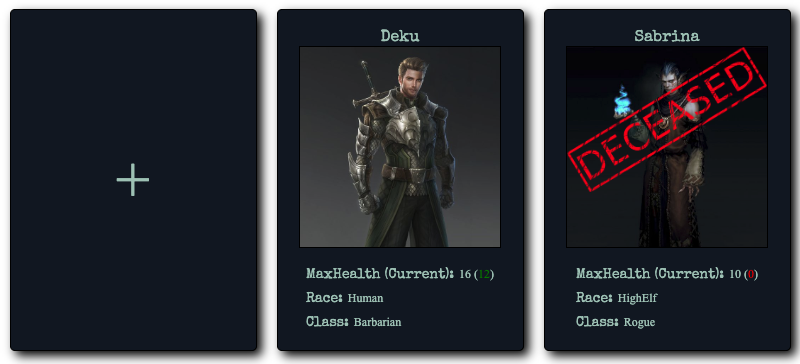 Deku
MaxHealth (Current): 16 (12)
Race: Human
Class: Barbarian
Sabrina
DECEASED
MaxHealth (Current): 10 (0)
Race: HighElf
Class: Rogue